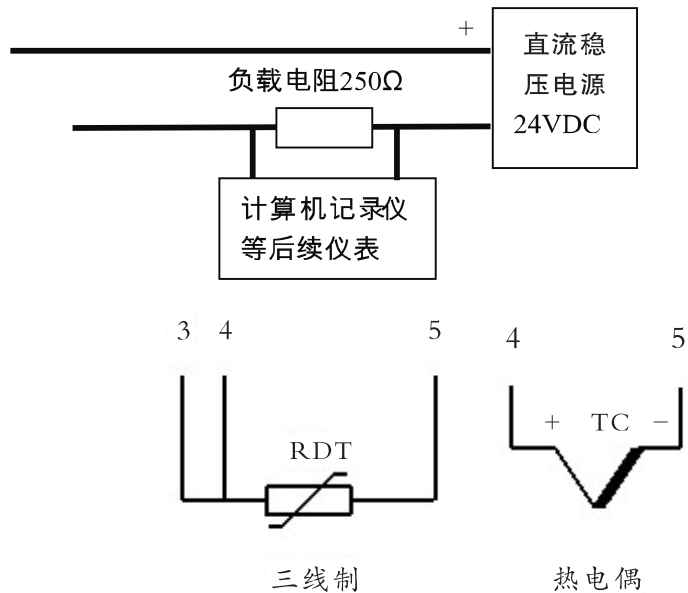 +
直流稳
压电源
24VDC
负载电阻250Ω
计算机记录仪
等后续仪表
3 4 5
4 5
RDT
+ TC −
三线制
热电偶